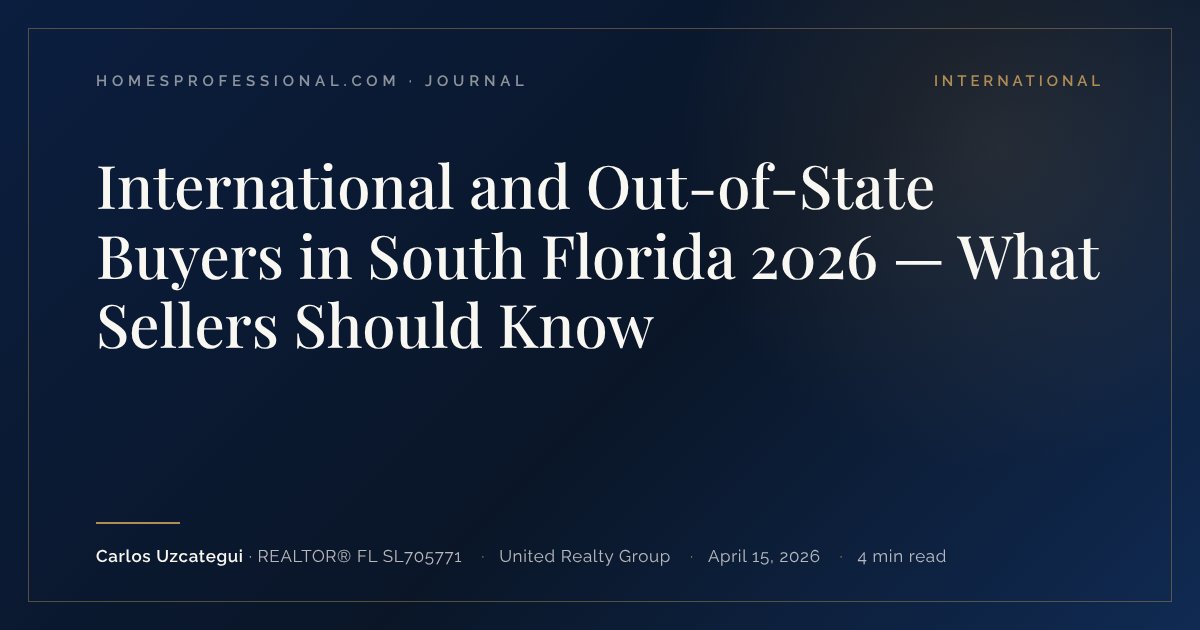 HOMESPROFESSIONAL.COM · JOURNAL
INTERNATIONAL
International and Out-of-State
Buyers in South Florida 2026 — What
Sellers Should Know
Carlos Uzcategui · REALTOR® FL SL705771 · United Realty Group · April 15, 2026 · 4 min read